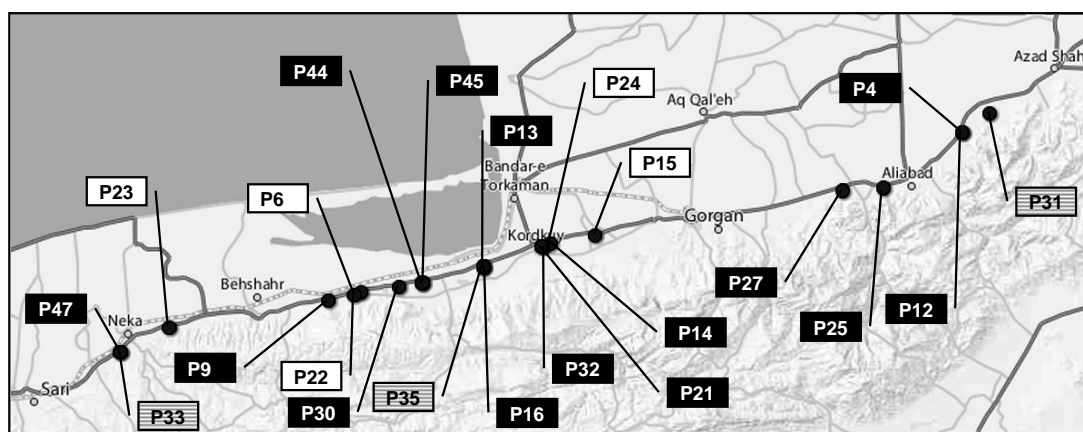 Azad Shah
P44
P45
P24
P4
Aq Qal'eh
P13
Bandar-e
Torkaman
P15
P23
P6
Aliabad
P31
Gorgan
Kordkuy
Behshahr
P27
P12
P47
Neka
P25
P14
P9
P32
P22
P21
Sari
P35
P30
P16
P33